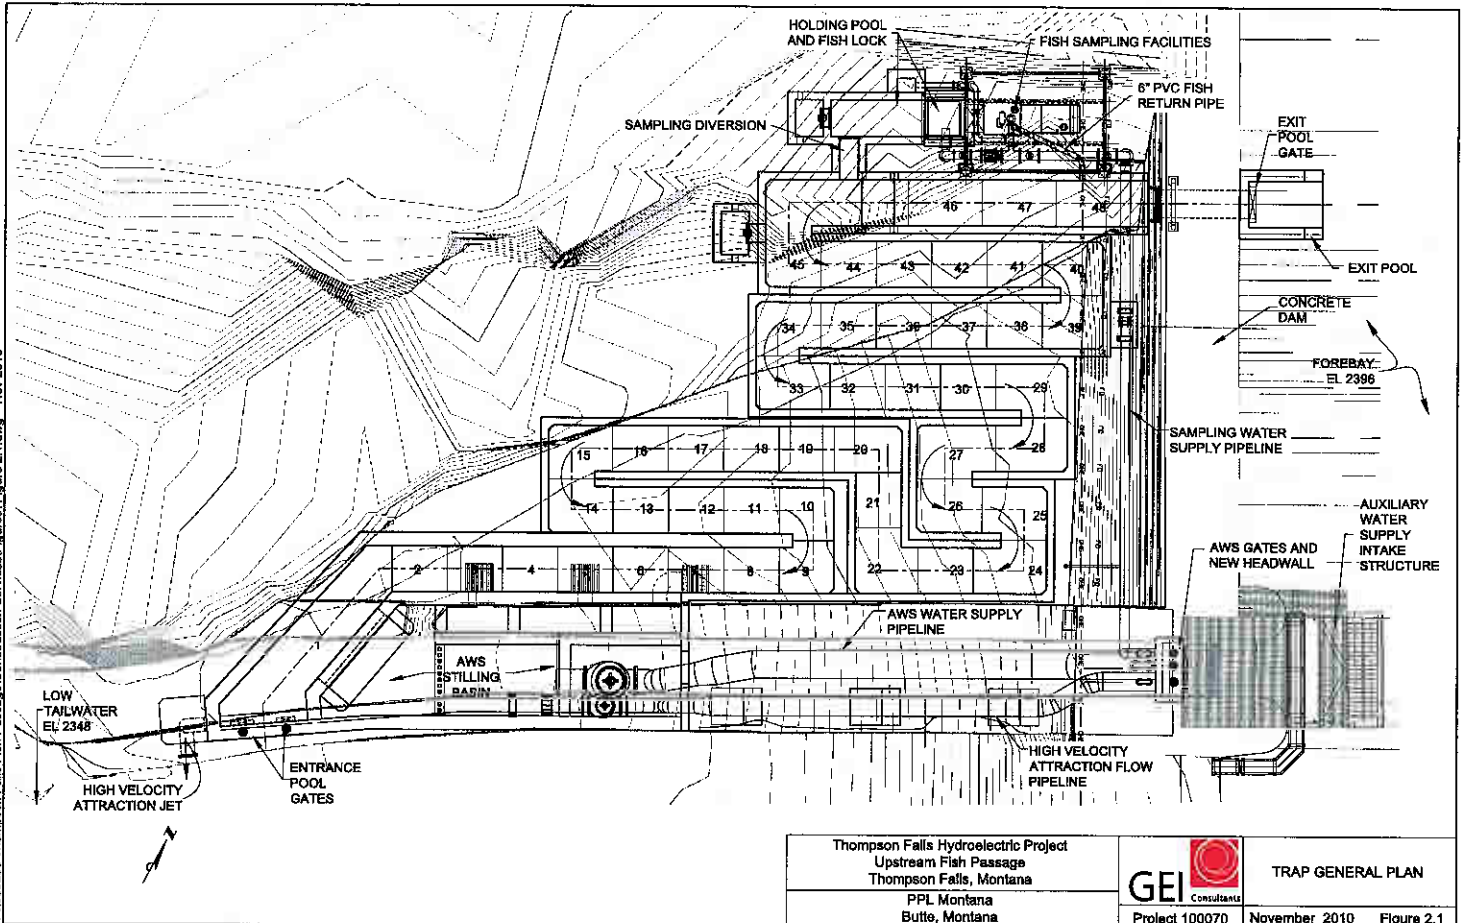 HOLDING POOL
AND FISH LOCK
FISH SAMPLING FACILITIES
6" PVC FISH
RETURN PIPE
SAMPLING DIVERSION
EXIT
POOL
GATE
EXIT POOL
CONCRETE
DAM
FOREBAY
EL 2396
SAMPLING WATER
SUPPLY PIPELINE
AUXILIARY
WATER
SUPPLY
INTAKE
STRUCTURE
AWS GATES AND
NEW HEADWALL
AWS WATER SUPPLY
PIPELINE
AWS
STILLING
BASIN
LOW
TAILWATER
EL 2348
HIGH VELOCITY
ATTRACTION JET
ENTRANCE
POOL
GATES
HIGH VELOCITY
ATTRACTION FLOW
PIPELINE
46 47 48
45 44 43 42 41 40
34 35 36 37 38 39
33 32 31 30 29
15 16 17 18 19 20 27 28
14 13 12 11 10 21 26 25
2 4 6 8 9 22 23 24
N
Thompson Falls Hydroelectric Project
Upstream Fish Passage
Thompson Falls, Montana
PPL Montana
Butte, Montana
GEI Consultants
TRAP GENERAL PLAN
Project 100070
November 2010
Figure 2.1